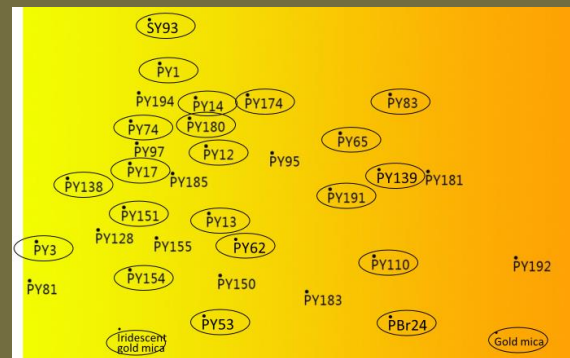 SY93
PY1
PY194
PY14
PY174
PY83
PY74
PY180
PY65
PY97
PY12
PY95
PY17
PY138
PY185
PY139
PY181
PY191
PY151
PY13
PY128
PY155
PY62
PY3
PY110
PY192
PY81
PY154
PY150
PY183
PY53
PBr24
Iridescent
gold mica
Gold mica